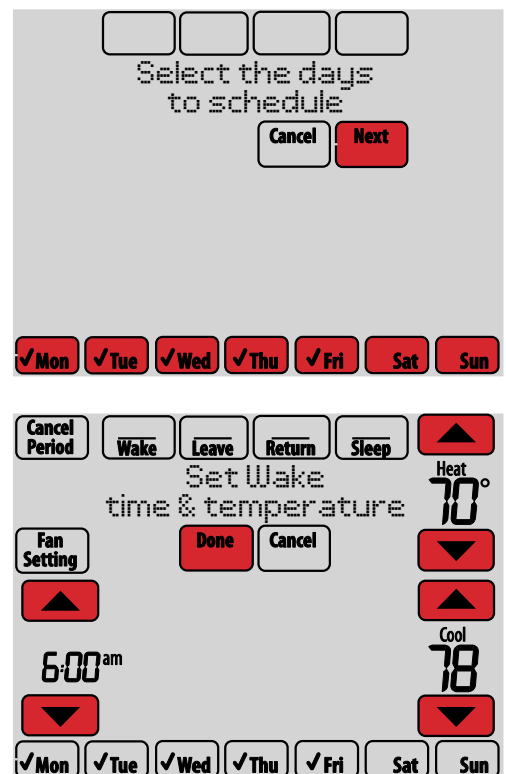 Select the days
to schedule
Cancel Next
✓Mon ✓Tue ✓Wed ✓Thu ✓Fri Sat Sun
Cancel
Period
Wake Leave Return Sleep
Set Wake
time & temperature
Heat
70°
Fan
Setting
Done Cancel
6:00 am
Cool
78
✓Mon ✓Tue ✓Wed ✓Thu ✓Fri Sat Sun